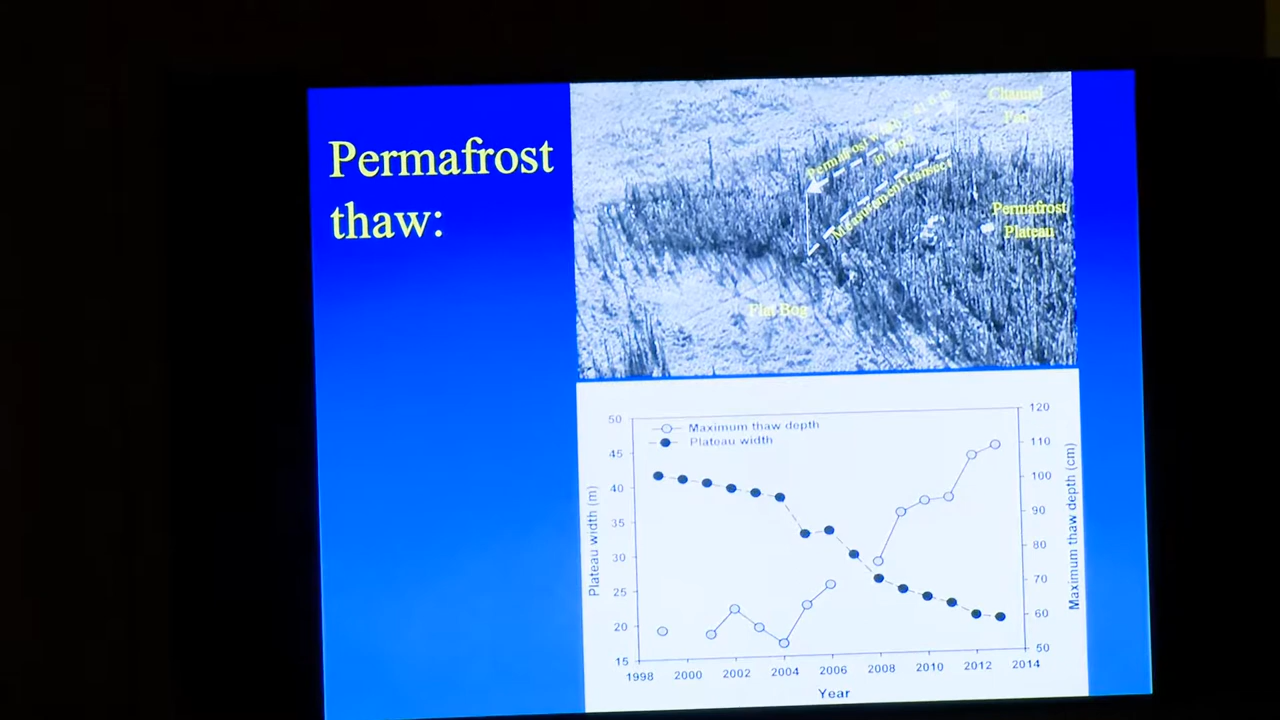 Permafrost
thaw:
Channel
Fen
Permafrost Width
in
Measurement Transect
Permafrost
Plateau
Flat Bog
50
45
40
35
30
25
20
15
Plateau width (m)
Maximum thaw depth
Plateau width
120
110
100
90
80
70
60
50
Maximum thaw depth (cm)
1998 2000 2002 2004 2006 2008 2010 2012 2014
Year